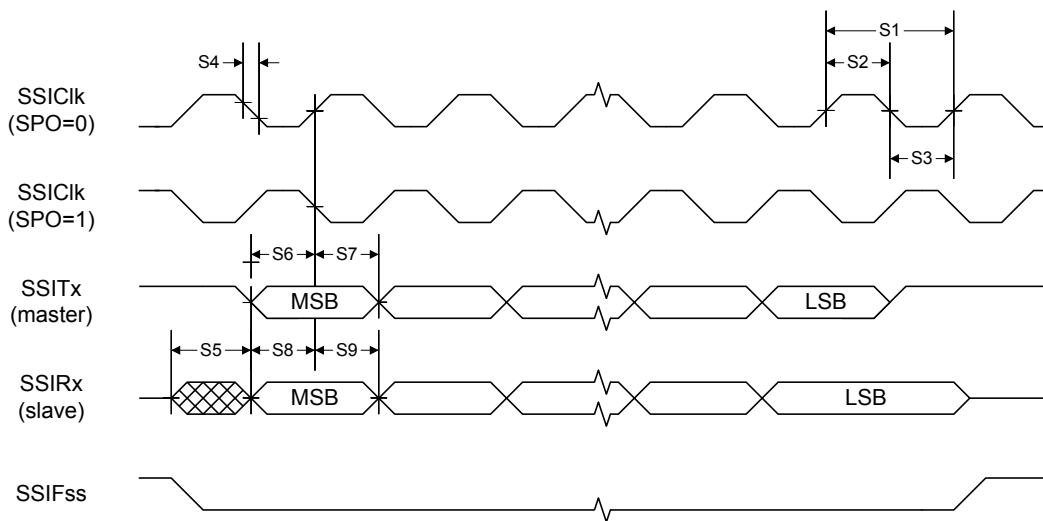 S1
S4
S2
SSIClk
(SPO=0)
S3
SSIClk
(SPO=1)
S6
S7
SSITx
(master)
MSB
LSB
S5
S8
S9
SSIRx
(slave)
MSB
LSB
SSIFss